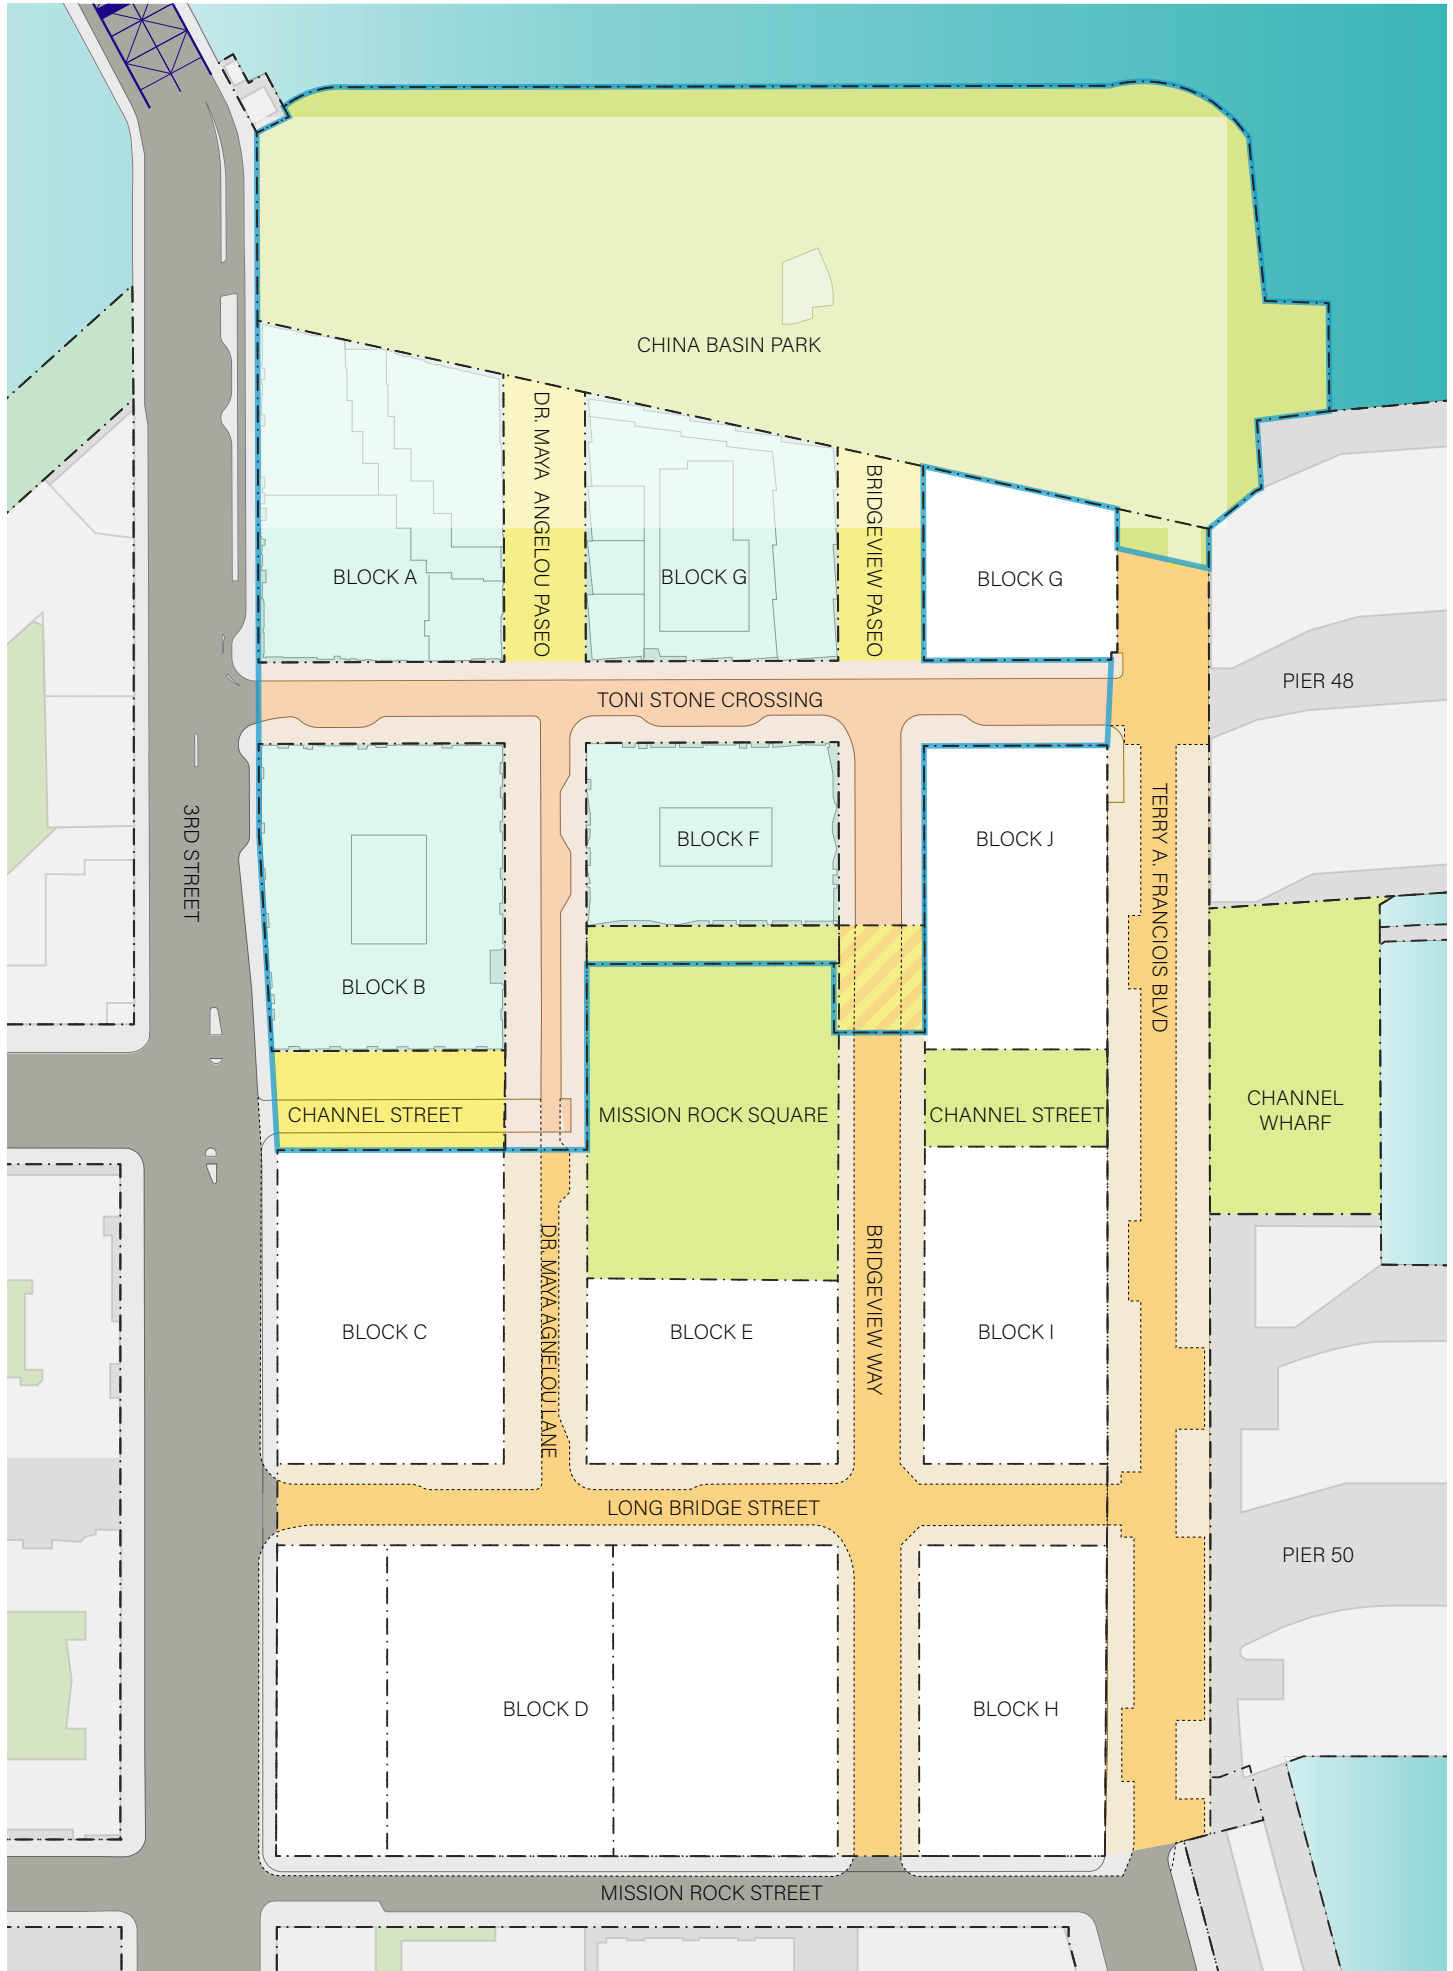 CHINA BASIN PARK
DR. MAYA ANGELOU PASEO
BRIDGEVIEW PASEO
BLOCK A
BLOCK G
BLOCK G
PIER 48
TONI STONE CROSSING
3RD STREET
BLOCK F
BLOCK J
TERRY A. FRANCIOIS BLVD
BLOCK B
CHANNEL STREET
MISSION ROCK SQUARE
CHANNEL STREET
CHANNEL
WHARF
DR. MAYA AGNELOU LANE
BRIDGEVIEW WAY
BLOCK C
BLOCK E
BLOCK I
LONG BRIDGE STREET
PIER 50
BLOCK D
BLOCK H
MISSION ROCK STREET